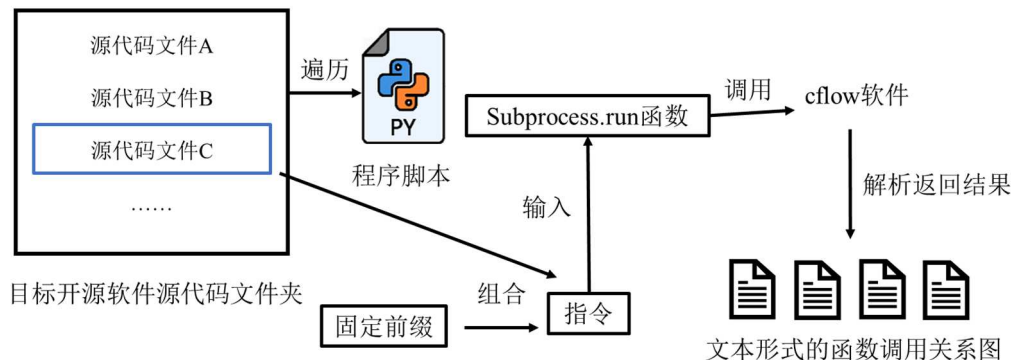 源代码文件A
源代码文件B
源代码文件C
……
目标开源软件源代码文件夹
遍历
PY
程序脚本
Subprocess.run函数
调用
cflow软件
输入
解析返回结果
组合
固定前缀
指令
文本形式的函数调用关系图